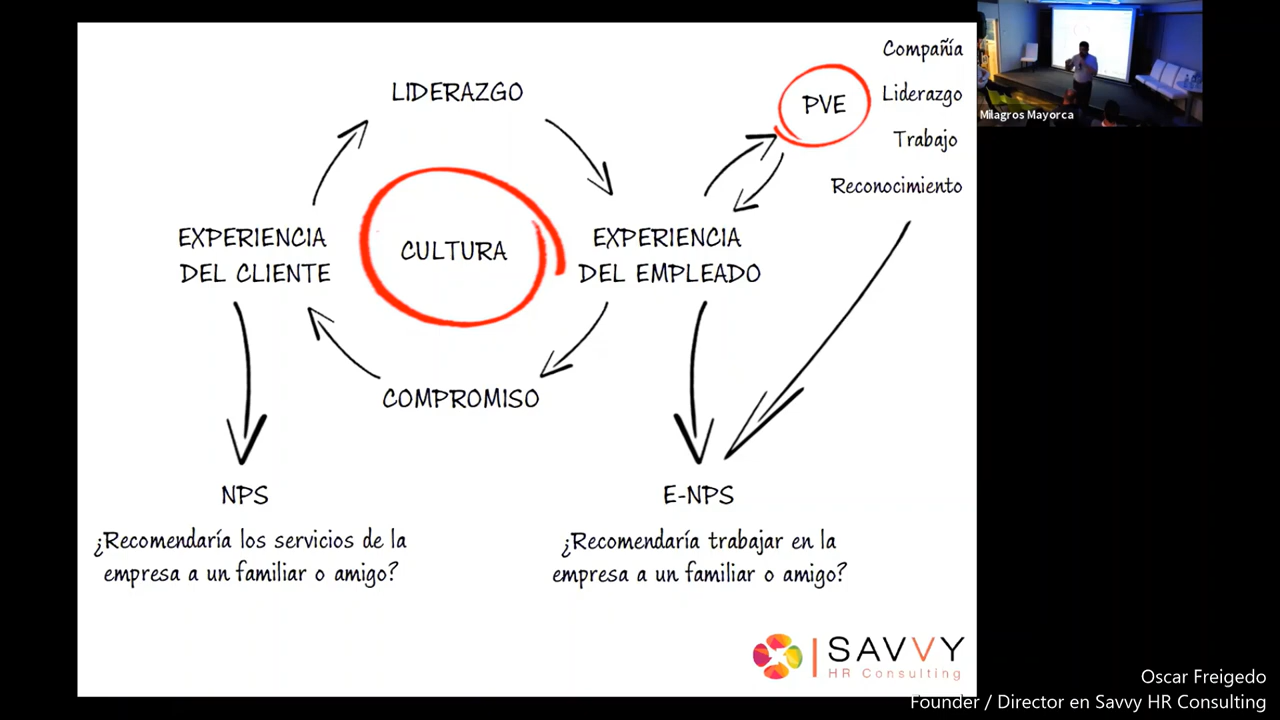 LIDERAZGO
PVE
Compañía
Liderazgo
Trabajo
Reconocimiento
EXPERIENCIA
DEL CLIENTE
CULTURA
EXPERIENCIA
DEL EMPLEADO
COMPROMISO
NPS
¿Recomendaría los servicios de la
empresa a un familiar o amigo?
E-NPS
¿Recomendaría trabajar en la
empresa a un familiar o amigo?
SAVVY
HR Consulting
Milagros Mayorca
Oscar Freigedo
Founder / Director en Savvy HR Consulting